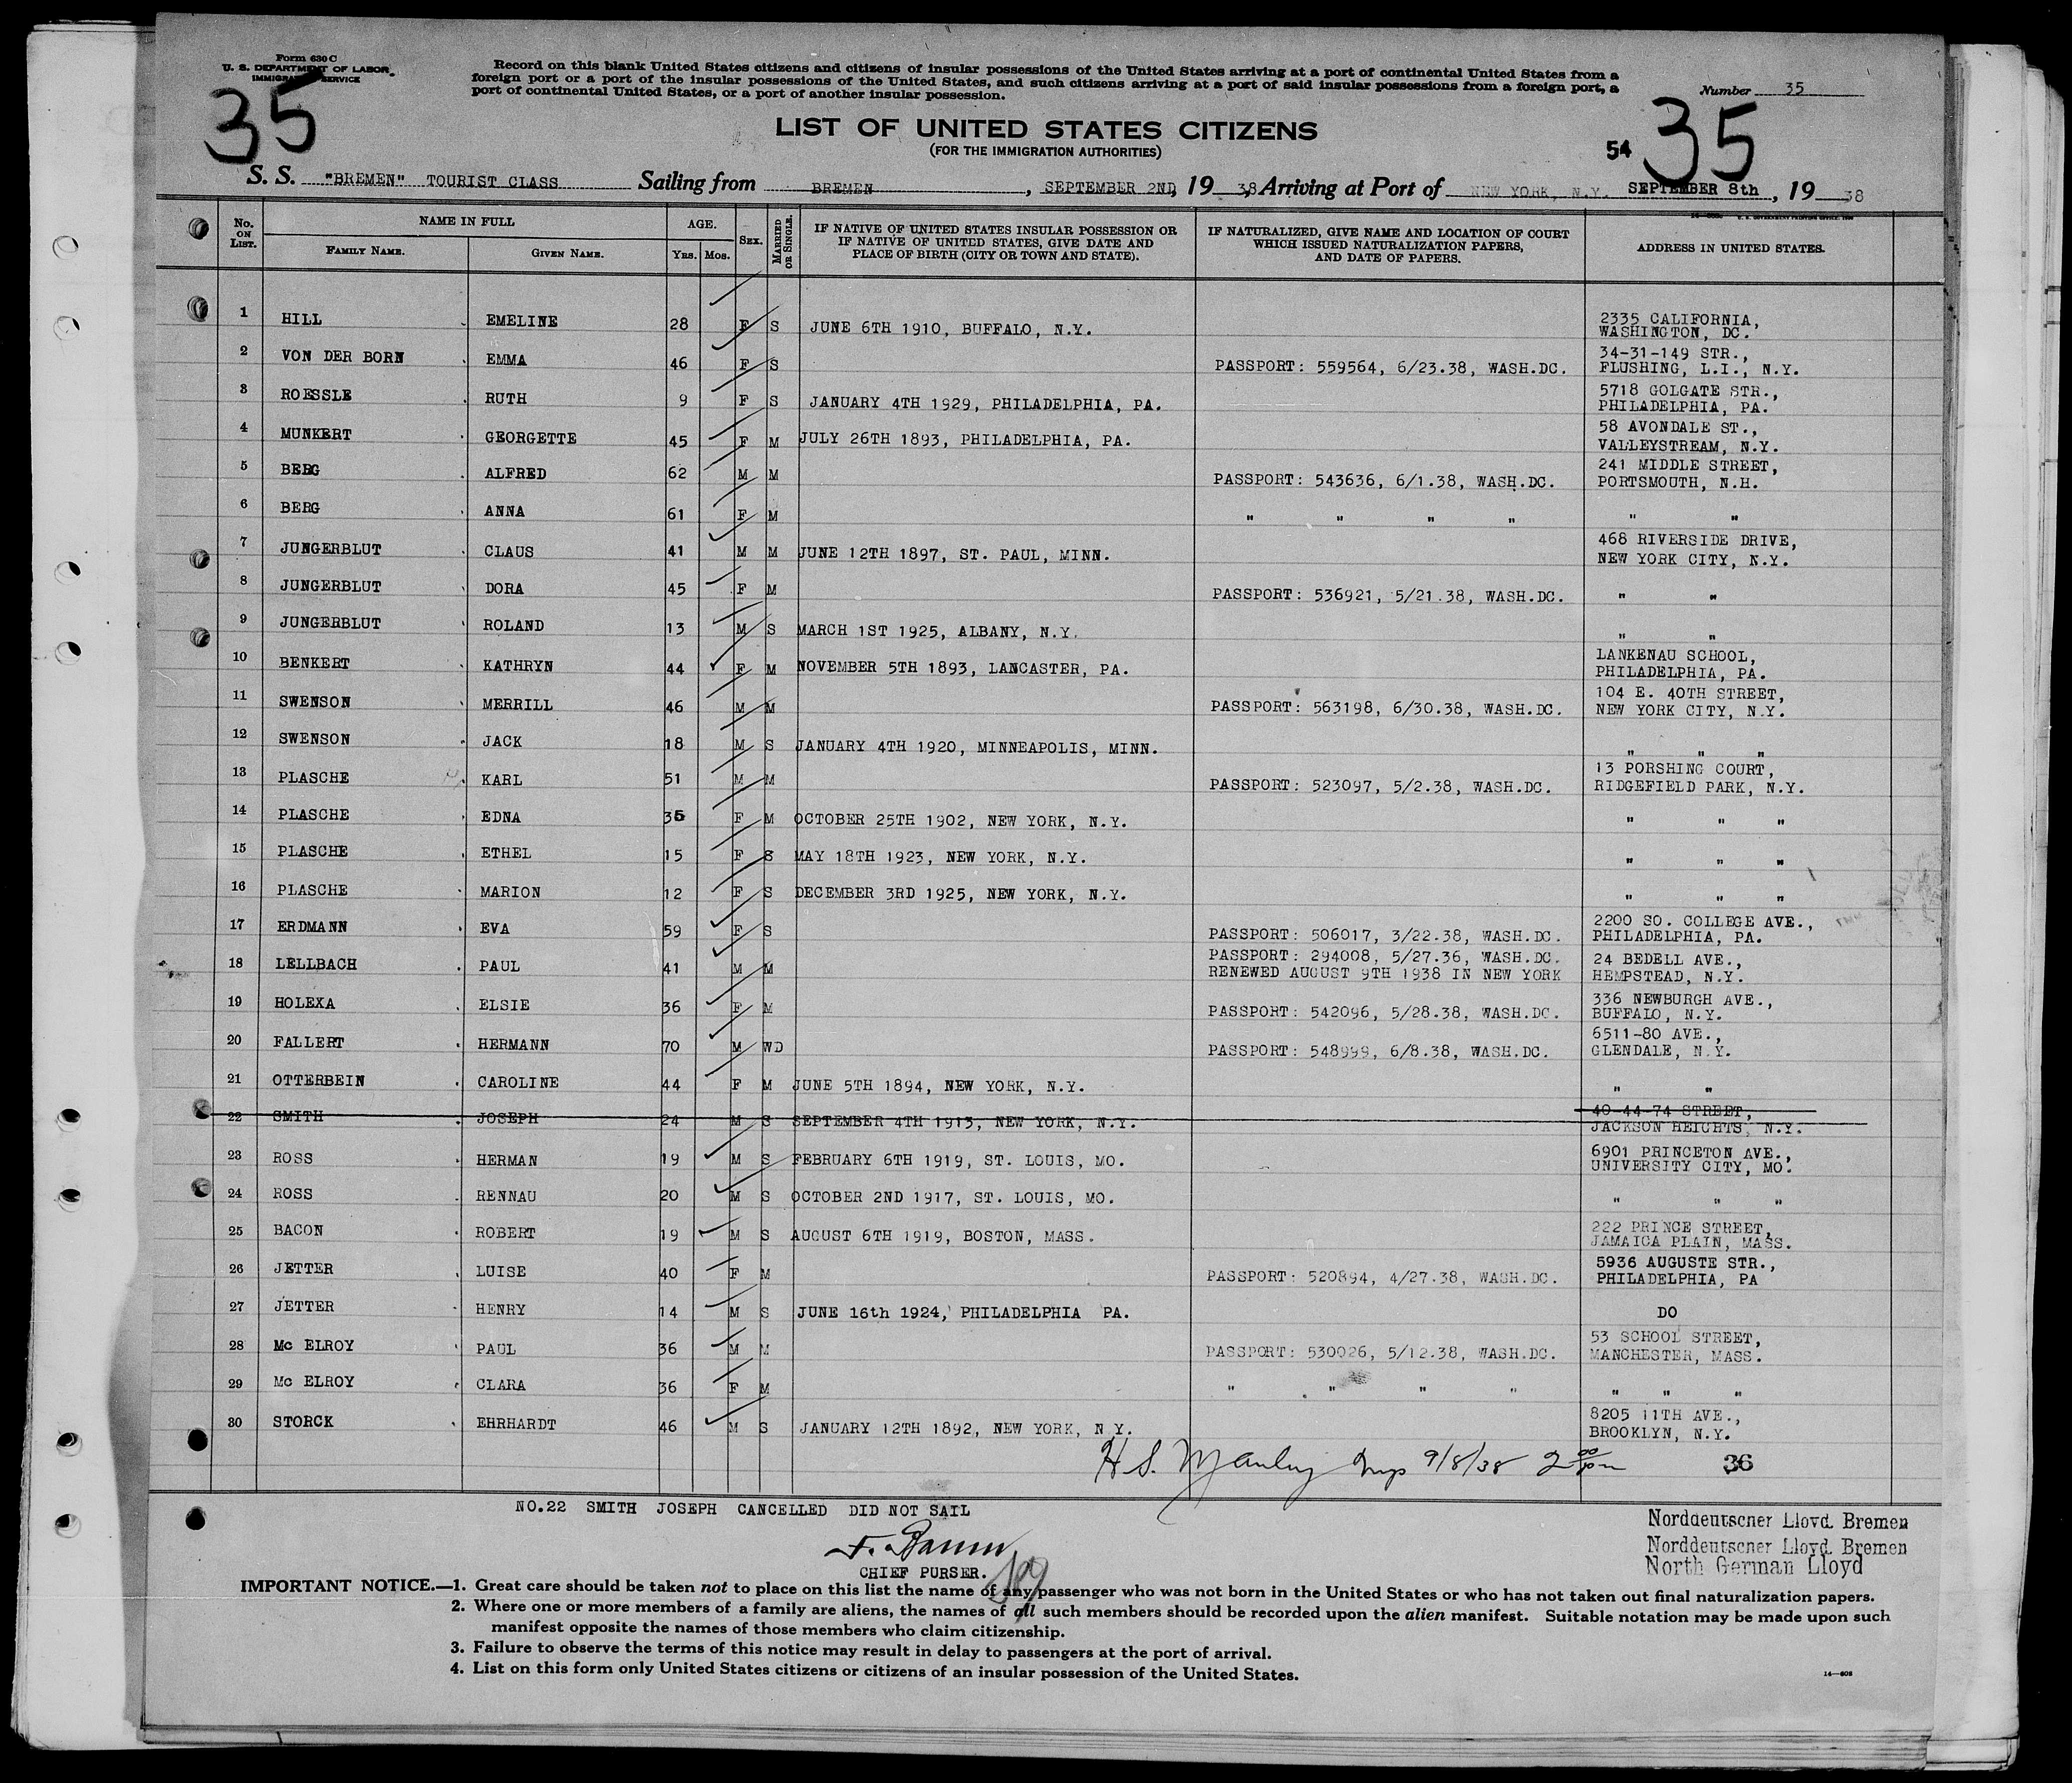 Form 630 C
U. S. DEPARTMENT OF LABOR
IMMIGRATION SERVICE
Record on this blank United States citizens and citizens of insular possessions of the United States arriving at a port of continental United States from a
foreign port or a port of the insular possessions of the United States, and such citizens arriving at a port of said insular possessions from a foreign port, a
port of continental United States, or a port of another insular possession.
Number 35
35
LIST OF UNITED STATES CITIZENS
(FOR THE IMMIGRATION AUTHORITIES)
54 35
S. S. "BREMEN" TOURIST CLASS Sailing from BREMEN, SEPTEMBER 2ND, 19 38, Arriving at Port of NEW YORK, N.Y. SEPTEMBER 8th, 19 38
No. ON LIST. NAME IN FULL FAMILY NAME. GIVEN NAME. AGE. YRS. MOS. SEX. MARRIED OR SINGLE. IF NATIVE OF UNITED STATES INSULAR POSSESSION OR IF NATIVE OF UNITED STATES, GIVE DATE AND PLACE OF BIRTH (CITY OR TOWN AND STATE). IF NATURALIZED, GIVE NAME AND LOCATION OF COURT WHICH ISSUED NATURALIZATION PAPERS, AND DATE OF PAPERS. ADDRESS IN UNITED STATES.
1 HILL EMELINE 28 F S JUNE 6TH 1910, BUFFALO, N.Y. 2335 CALIFORNIA, WASHINGTON, DC.
2 VON DER BORN EMMA 46 F S PASSPORT: 559564, 6/23.38, WASH.DC. 34-31-149 STR., FLUSHING, L.I., N.Y.
3 ROESSLE RUTH 9 F S JANUARY 4TH 1929, PHILADELPHIA, PA. 5718 GOLGATE STR., PHILADELPHIA, PA.
4 MUNKERT GEORGETTE 45 F M JULY 26TH 1893, PHILADELPHIA, PA. 58 AVONDALE ST., VALLEYSTREAM, N.Y.
5 BERG ALFRED 62 M M PASSPORT: 543636, 6/1.38, WASH.DC. 241 MIDDLE STREET, PORTSMOUTH, N.H.
6 BERG ANNA 61 F M " " " " " "
7 JUNGERBLUT CLAUS 41 M M JUNE 12TH 1897, ST. PAUL, MINN. 468 RIVERSIDE DRIVE, NEW YORK CITY, N.Y.
8 JUNGERBLUT DORA 45 F M PASSPORT: 536921, 5/21.38, WASH.DC. " "
9 JUNGERBLUT ROLAND 13 M S MARCH 1ST 1925, ALBANY, N.Y. " "
10 BENKERT KATHRYN 44 F M NOVEMBER 5TH 1893, LANCASTER, PA. LANKENAU SCHOOL, PHILADELPHIA, PA.
11 SWENSON MERRILL 46 M M PASSPORT: 563198, 6/30.38, WASH.DC. 104 E. 40TH STREET, NEW YORK CITY, N.Y.
12 SWENSON JACK 18 M S JANUARY 4TH 1920, MINNEAPOLIS, MINN. " " "
13 PLASCHE KARL 51 M M PASSPORT: 523097, 5/2.38, WASH.DC. 13 PORSHING COURT, RIDGEFIELD PARK, N.Y.
14 PLASCHE EDNA 35 F M OCTOBER 25TH 1902, NEW YORK, N.Y. " " "
15 PLASCHE ETHEL 15 F S MAY 18TH 1923, NEW YORK, N.Y. " " "
16 PLASCHE MARION 12 F S DECEMBER 3RD 1925, NEW YORK, N.Y. " " "
17 ERDMANN EVA 59 F S PASSPORT: 506017, 3/22.38, WASH.DC. 2200 SO. COLLEGE AVE., PHILADELPHIA, PA.
18 LELLBACH PAUL 41 M M PASSPORT: 294008, 5/27.36, WASH.DC. RENEWED AUGUST 9TH 1938 IN NEW YORK 24 BEDELL AVE., HEMPSTEAD, N.Y.
19 HOLEXA ELSIE 36 F M PASSPORT: 542096, 5/28.38, WASH.DC. 336 NEWBURGH AVE., BUFFALO, N.Y.
20 FALLERT HERMANN 70 M WD PASSPORT: 548999, 6/8.38, WASH.DC. 6511-80 AVE., GLENDALE, N.Y.
21 OTTERBEIN CAROLINE 44 F M JUNE 5TH 1894, NEW YORK, N.Y. " "
22 SMITH JOSEPH 24 M S SEPTEMBER 4TH 1913, NEW YORK, N.Y. 40-44-74 STREET, JACKSON HEIGHTS, N.Y.
23 ROSS HERMAN 19 M S FEBRUARY 6TH 1919, ST. LOUIS, MO. 6901 PRINCETON AVE., UNIVERSITY CITY, MO.
24 ROSS RENNAU 20 M S OCTOBER 2ND 1917, ST. LOUIS, MO. " " "
25 BACON ROBERT 19 M S AUGUST 6TH 1919, BOSTON, MASS. 222 PRINCE STREET, JAMAICA PLAIN, MASS.
26 JETTER LUISE 40 F M PASSPORT: 520894, 4/27.38, WASH.DC. 5936 AUGUSTE STR., PHILADELPHIA, PA
27 JETTER HENRY 14 M S JUNE 16th 1924, PHILADELPHIA PA. DO
28 Mc ELROY PAUL 36 M M PASSPORT: 530026, 5/12.38, WASH.DC. 53 SCHOOL STREET, MANCHESTER, MASS.
29 Mc ELROY CLARA 36 F M " " " " " " "
30 STORCK EHRHARDT 46 M S JANUARY 12TH 1892, NEW YORK, N Y. 8205 11TH AVE., BROOKLYN, N.Y.
H S. Manley Insp 9/8/38 2 00 pm 36
NO.22 SMITH JOSEPH CANCELLED DID NOT SAIL
CHIEF PURSER.
Norddeutscher Lloyd Bremen
Norddeutscher Lloyd Bremen
North German Lloyd
IMPORTANT NOTICE.—1. Great care should be taken not to place on this list the name of any passenger who was not born in the United States or who has not taken out final naturalization papers.
2. Where one or more members of a family are aliens, the names of all such members should be recorded upon the alien manifest. Suitable notation may be made upon such
manifest opposite the names of those members who claim citizenship.
3. Failure to observe the terms of this notice may result in delay to passengers at the port of arrival.
4. List on this form only United States citizens or citizens of an insular possession of the United States.
14—608